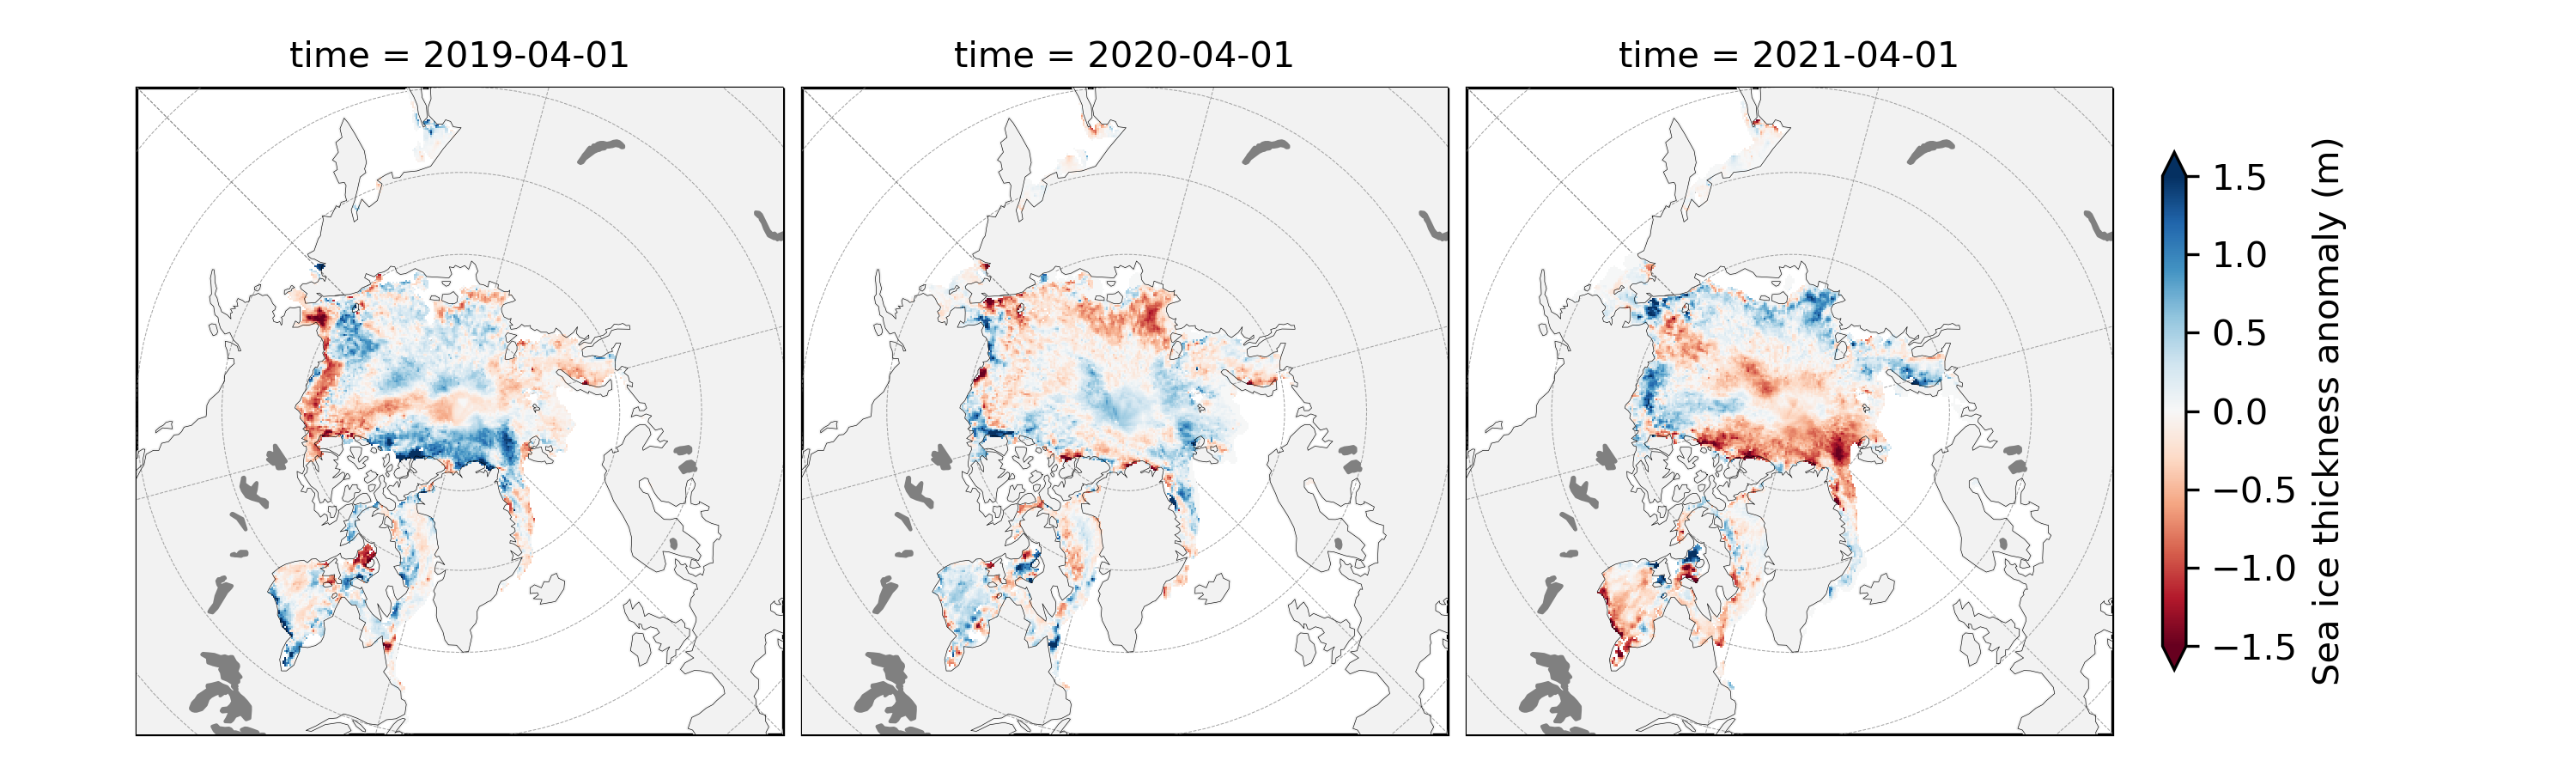 time = 2019-04-01
time = 2020-04-01
time = 2021-04-01
1.5
1.0
0.5
0.0
−0.5
−1.0
−1.5
Sea ice thickness anomaly (m)